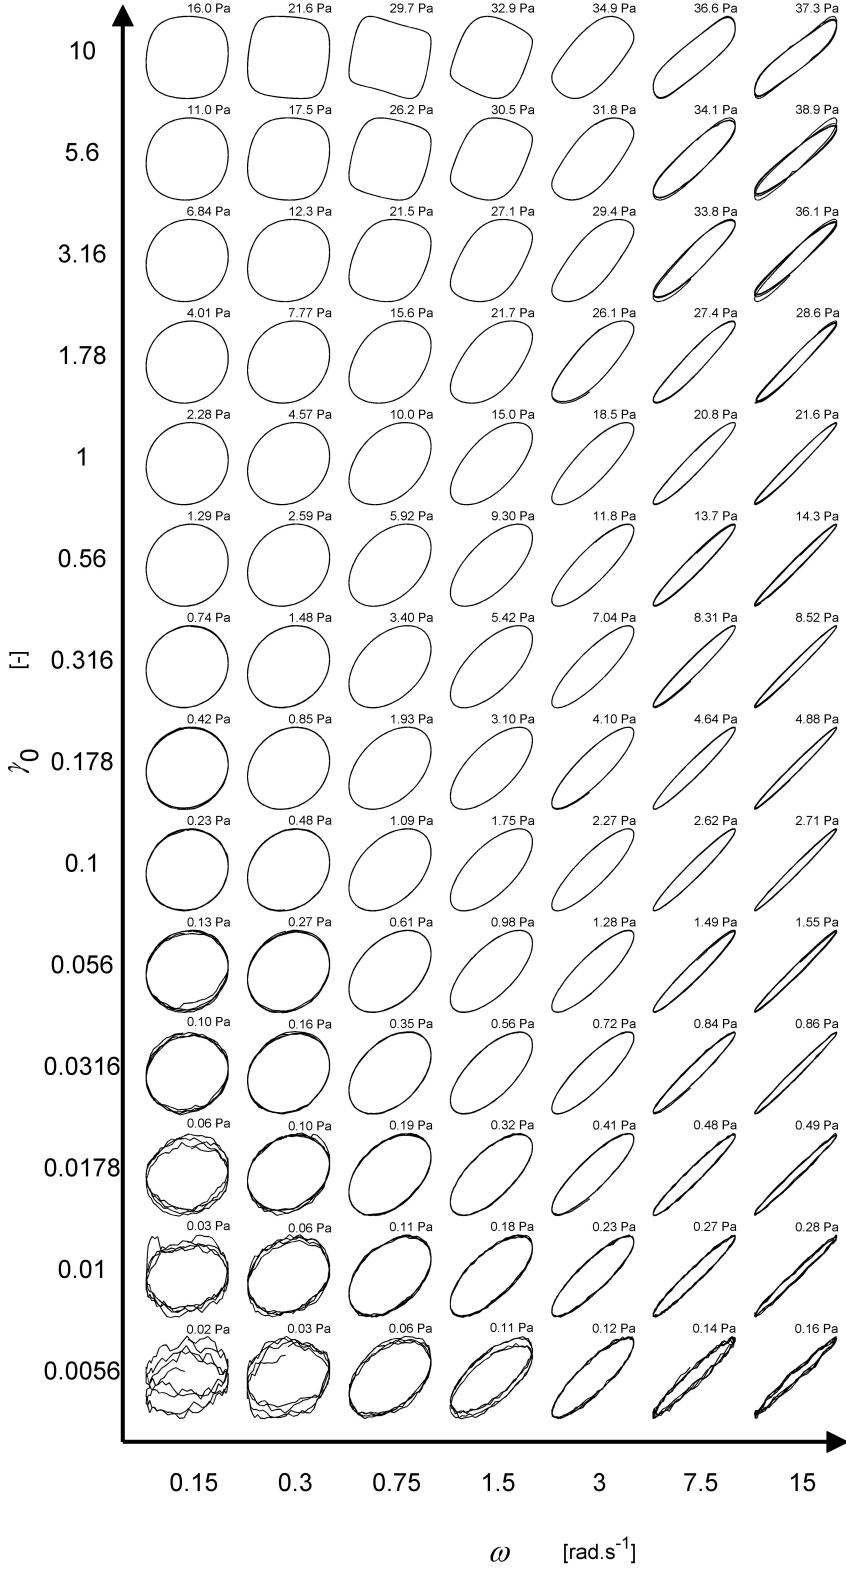 16.0 Pa 21.6 Pa 29.7 Pa 32.9 Pa 34.9 Pa 36.6 Pa 37.3 Pa
10
11.0 Pa 17.5 Pa 26.2 Pa 30.5 Pa 31.8 Pa 34.1 Pa 38.9 Pa
5.6
6.84 Pa 12.3 Pa 21.5 Pa 27.1 Pa 29.4 Pa 33.8 Pa 36.1 Pa
3.16
4.01 Pa 7.77 Pa 15.6 Pa 21.7 Pa 26.1 Pa 27.4 Pa 28.6 Pa
1.78
2.28 Pa 4.57 Pa 10.0 Pa 15.0 Pa 18.5 Pa 20.8 Pa 21.6 Pa
1
1.29 Pa 2.59 Pa 5.92 Pa 9.30 Pa 11.8 Pa 13.7 Pa 14.3 Pa
0.56
0.74 Pa 1.48 Pa 3.40 Pa 5.42 Pa 7.04 Pa 8.31 Pa 8.52 Pa
0.316
0.42 Pa 0.85 Pa 1.93 Pa 3.10 Pa 4.10 Pa 4.64 Pa 4.88 Pa
0.178
0.23 Pa 0.48 Pa 1.09 Pa 1.75 Pa 2.27 Pa 2.62 Pa 2.71 Pa
0.1
0.13 Pa 0.27 Pa 0.61 Pa 0.98 Pa 1.28 Pa 1.49 Pa 1.55 Pa
0.056
0.10 Pa 0.16 Pa 0.35 Pa 0.56 Pa 0.72 Pa 0.84 Pa 0.86 Pa
0.0316
0.06 Pa 0.10 Pa 0.19 Pa 0.32 Pa 0.41 Pa 0.48 Pa 0.49 Pa
0.0178
0.03 Pa 0.06 Pa 0.11 Pa 0.18 Pa 0.23 Pa 0.27 Pa 0.28 Pa
0.01
0.02 Pa 0.03 Pa 0.06 Pa 0.11 Pa 0.12 Pa 0.14 Pa 0.16 Pa
0.0056
γ0 [-]
0.15 0.3 0.75 1.5 3 7.5 15
ω [rad.s-1]